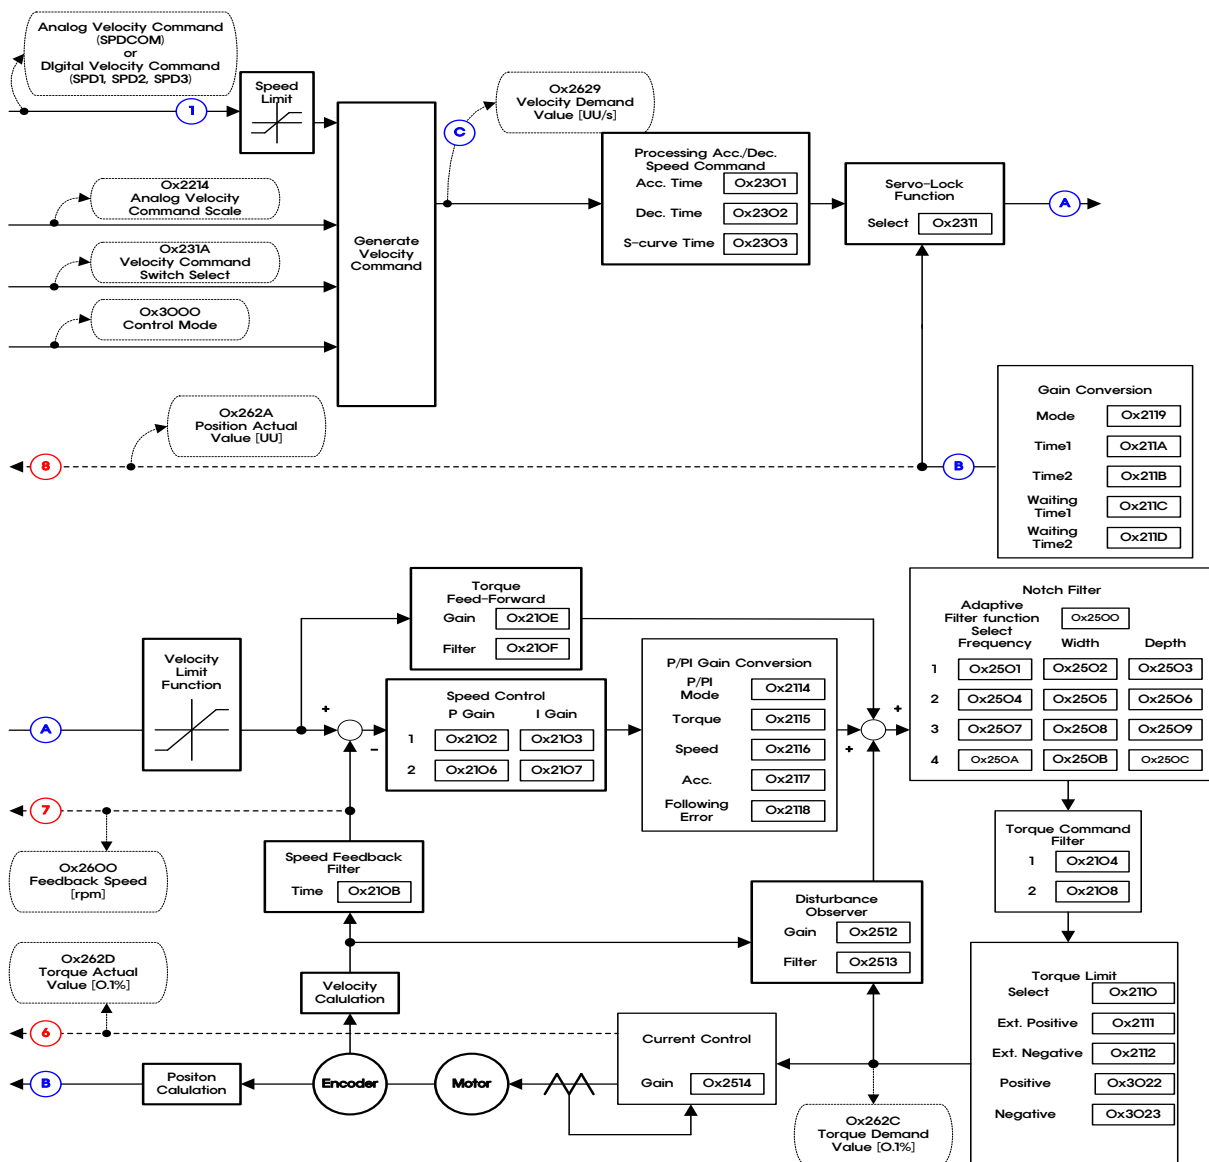 Analog Velocity Command
(SPDCOM)
or
DIgital Velocity Command
(SPD1, SPD2, SPD3)
1
Speed
Limit
Ox2214
Analog Velocity
Command Scale
Ox231A
Velocity Command
Switch Select
Ox3000
Control Mode
Generate
Velocity
Command
C
Ox2629
Velocity Demand
Value [UU/s]
Processing Acc./Dec.
Speed Command
Acc. Time Ox2301
Dec. Time Ox2302
S-curve Time Ox2303
Servo-Lock
Function
Select Ox2311
A
Ox262A
Position Actual
Value [UU]
8
B
Gain Conversion
Mode Ox2119
Time1 Ox211A
Time2 Ox211B
Waiting
Time1 Ox211C
Waiting
Time2 Ox211D
A
Velocity
Limit
Function
Torque
Feed-Forward
Gain Ox210E
Filter Ox210F
+
−
Speed Control
P Gain I Gain
1 Ox2102 Ox2103
2 Ox2106 Ox2107
P/PI Gain Conversion
P/PI
Mode Ox2114
Torque Ox2115
Speed Ox2116
Acc. Ox2117
Following
Error Ox2118
+
+
Notch Filter
Adaptive
Filter function
Select Ox2500
Frequency Width Depth
1 Ox2501 Ox2502 Ox2503
2 Ox2504 Ox2505 Ox2506
3 Ox2507 Ox2508 Ox2509
4 Ox250A Ox250B Ox250C
7
Ox2600
Feedback Speed
[rpm]
Speed Feedback
Filter
Time Ox210B
Torque Command
Filter
1 Ox2104
2 Ox2108
Disturbance
Observer
Gain Ox2512
Filter Ox2513
Ox262D
Torque Actual
Value [0.1%]
Velocity
Calulation
6
Torque Limit
Select Ox2110
Ext. Positive Ox2111
Ext. Negative Ox2112
Positive Ox3022
Negative Ox3023
Current Control
Gain Ox2514
B
Positon
Calulation
Encoder
Motor
Ox262C
Torque Demand
Value [0.1%]